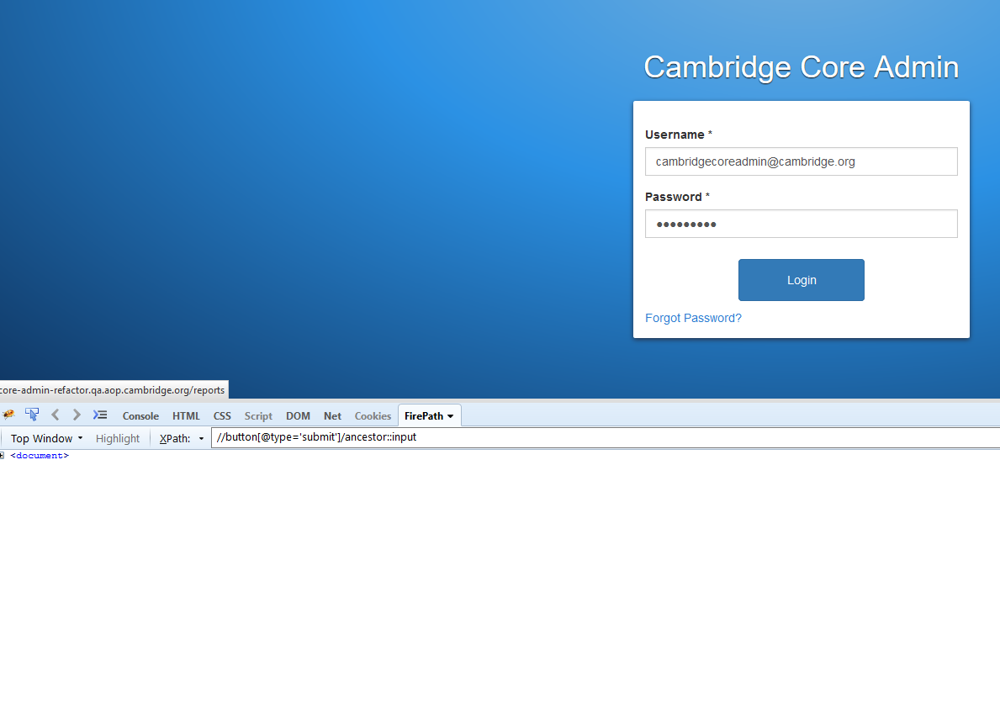 Cambridge Core Admin
Username *
cambridgecoreadmin@cambridge.org
Password *
•••••••••
Login
Forgot Password?
core-admin-refactor.qa.aop.cambridge.org/reports
Console HTML CSS Script DOM Net Cookies FirePath
Top Window Highlight XPath: //button[@type='submit']/ancestor::input
<document>